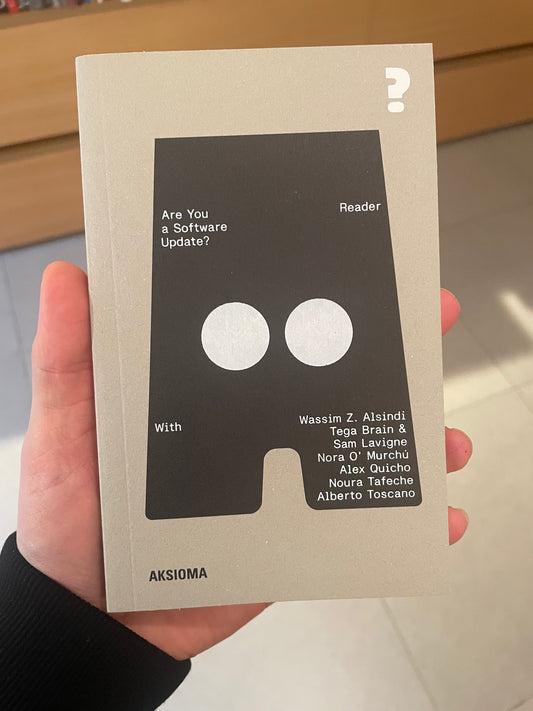 ?
Are You
a Software
Update?
Reader
With
Wassim Z. Alsindi
Tega Brain &
Sam Lavigne
Nora O' Murchú
Alex Quicho
Noura Tafeche
Alberto Toscano
AKSIOMA